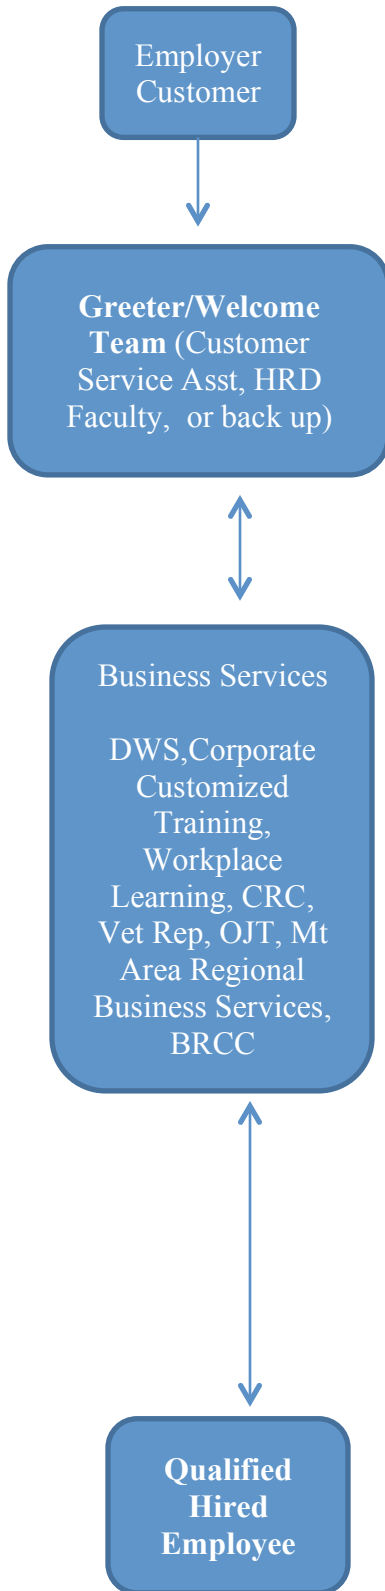 Employer
Customer
Greeter/Welcome
Team (Customer
Service Asst, HRD
Faculty,  or back up)
Business Services
DWS,Corporate
Customized
Training,
Workplace
Learning, CRC,
Vet Rep, OJT, Mt
Area Regional
Business Services,
BRCC
Qualified
Hired
Employee